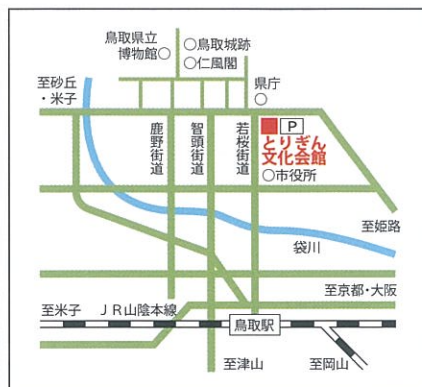 鳥取県立
博物館○
○鳥取城跡
○仁風閣
至砂丘
・米子
県庁
○
P
とりぎん
文化会館
○市役所
鹿野街道
智頭街道
若桜街道
至姫路
袋川
至京都・大阪
至米子
JR山陰本線
鳥取駅
至津山
至岡山